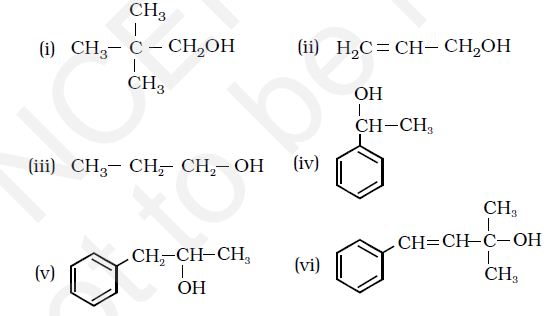 (i) CH₃ – C – CH₂OH
CH₃
CH₃
(ii) H₂C = CH – CH₂OH
(iii) CH₃ – CH₂ – CH₂ – OH
(iv) OH
CH–CH₃
(v) CH₂–CH–CH₃
OH
(vi) CH₃
CH=CH–C–OH
CH₃